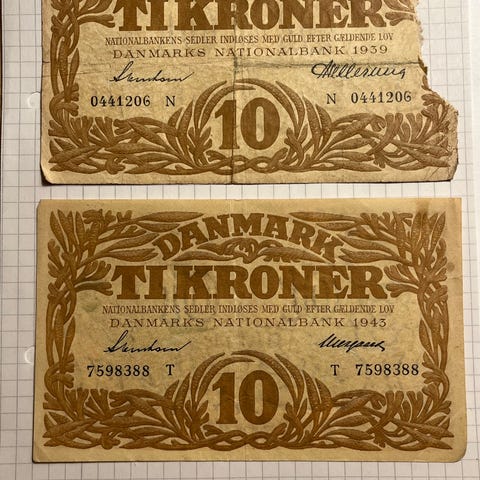 TI KRONER
NATIONALBANKENS SEDLER INDLØSES MED GULD EFTER GÆLDENDE LOV
DANMARKS NATIONALBANK 1939
0441206 N N 0441206
10
DANMARK
TI KRONER
NATIONALBANKENS SEDLER INDLØSES MED GULD EFTER GÆLDENDE LOV
DANMARKS NATIONALBANK 1943
7598388 T T 7598388
10